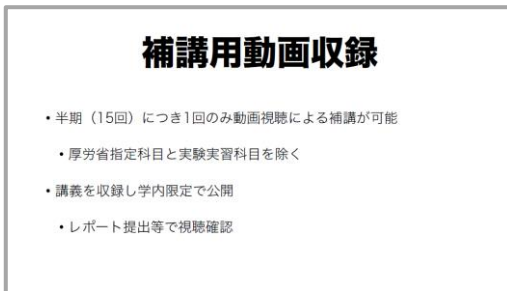 補講用動画収録
• 半期（15回）につき1回のみ動画視聴による補講が可能
• 厚労省指定科目と実験実習科目を除く
• 講義を収録し学内限定で公開
• レポート提出等で視聴確認